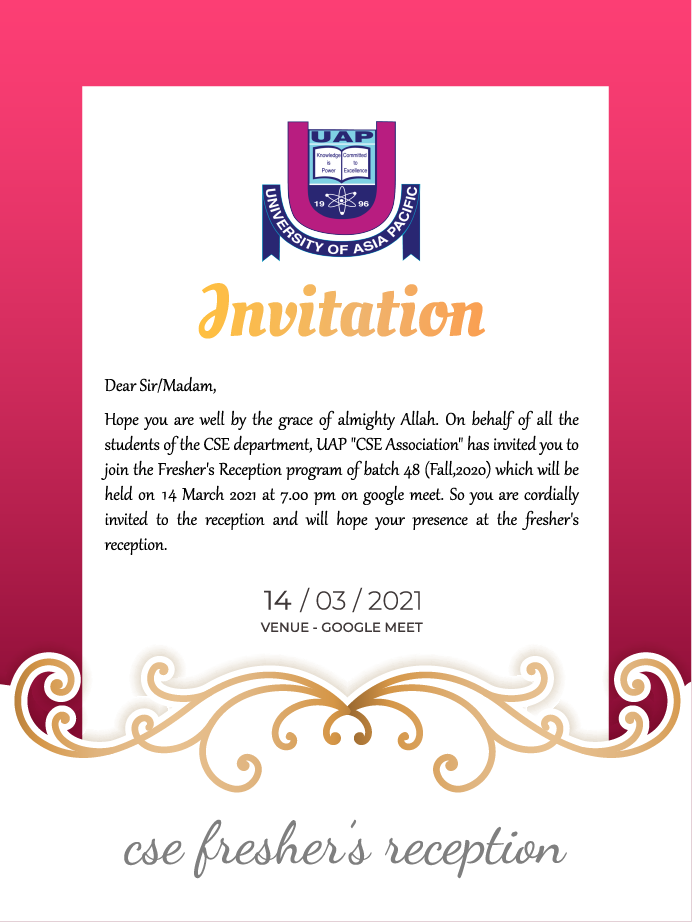 UAP
Knowledge Committed
is to
Power Excellence
19 96
UNIVERSITY OF ASIA PACIFIC
Invitation
Dear Sir/Madam,
Hope you are well by the grace of almighty Allah. On behalf of all the
students of the CSE department, UAP "CSE Association" has invited you to
join the Fresher's Reception program of batch 48 (Fall,2020) which will be
held on 14 March 2021 at 7.00 pm on google meet. So you are cordially
invited to the reception and will hope your presence at the fresher's
reception.
14 / 03 / 2021
VENUE - GOOGLE MEET
cse fresher's reception